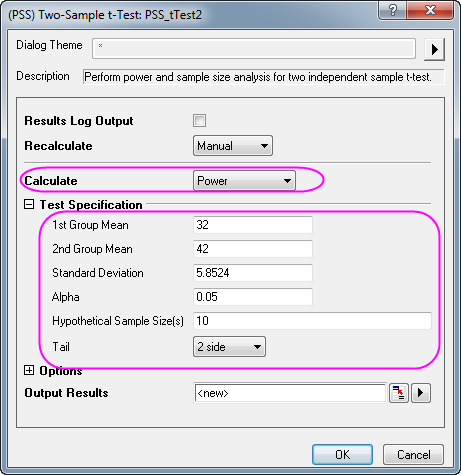 (PSS) Two-Sample t-Test: PSS_tTest2
Dialog Theme *
Description Perform power and sample size analysis for two independent sample t-test.
Results Log Output
Recalculate Manual
Calculate Power
Test Specification
1st Group Mean 32
2nd Group Mean 42
Standard Deviation 5.8524
Alpha 0.05
Hypothetical Sample Size(s) 10
Tail 2 side
Options
Output Results <new>
OK Cancel